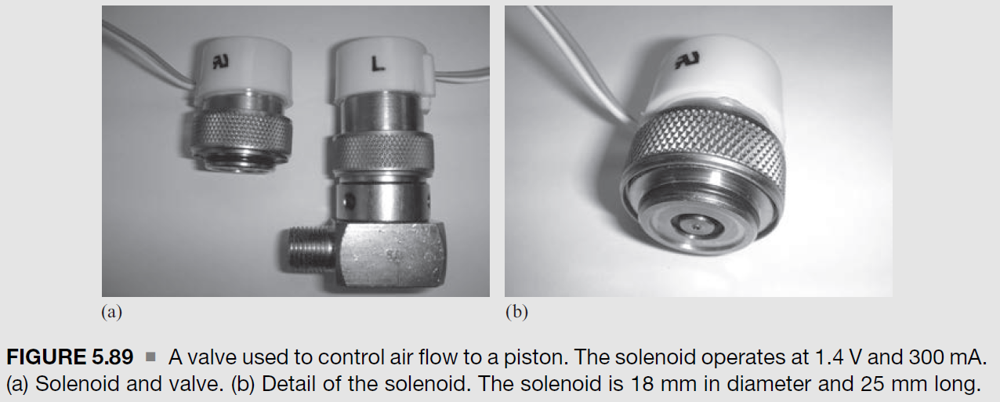 L
(a)
(b)
FIGURE 5.89 ■ A valve used to control air flow to a piston. The solenoid operates at 1.4 V and 300 mA.
(a) Solenoid and valve. (b) Detail of the solenoid. The solenoid is 18 mm in diameter and 25 mm long.